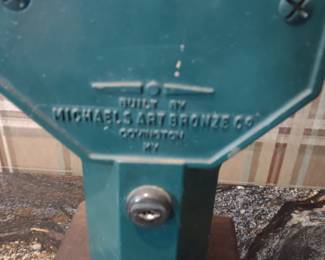 BUILT BY
MICHAELS ART BRONZE CO
COVINGTON
KY